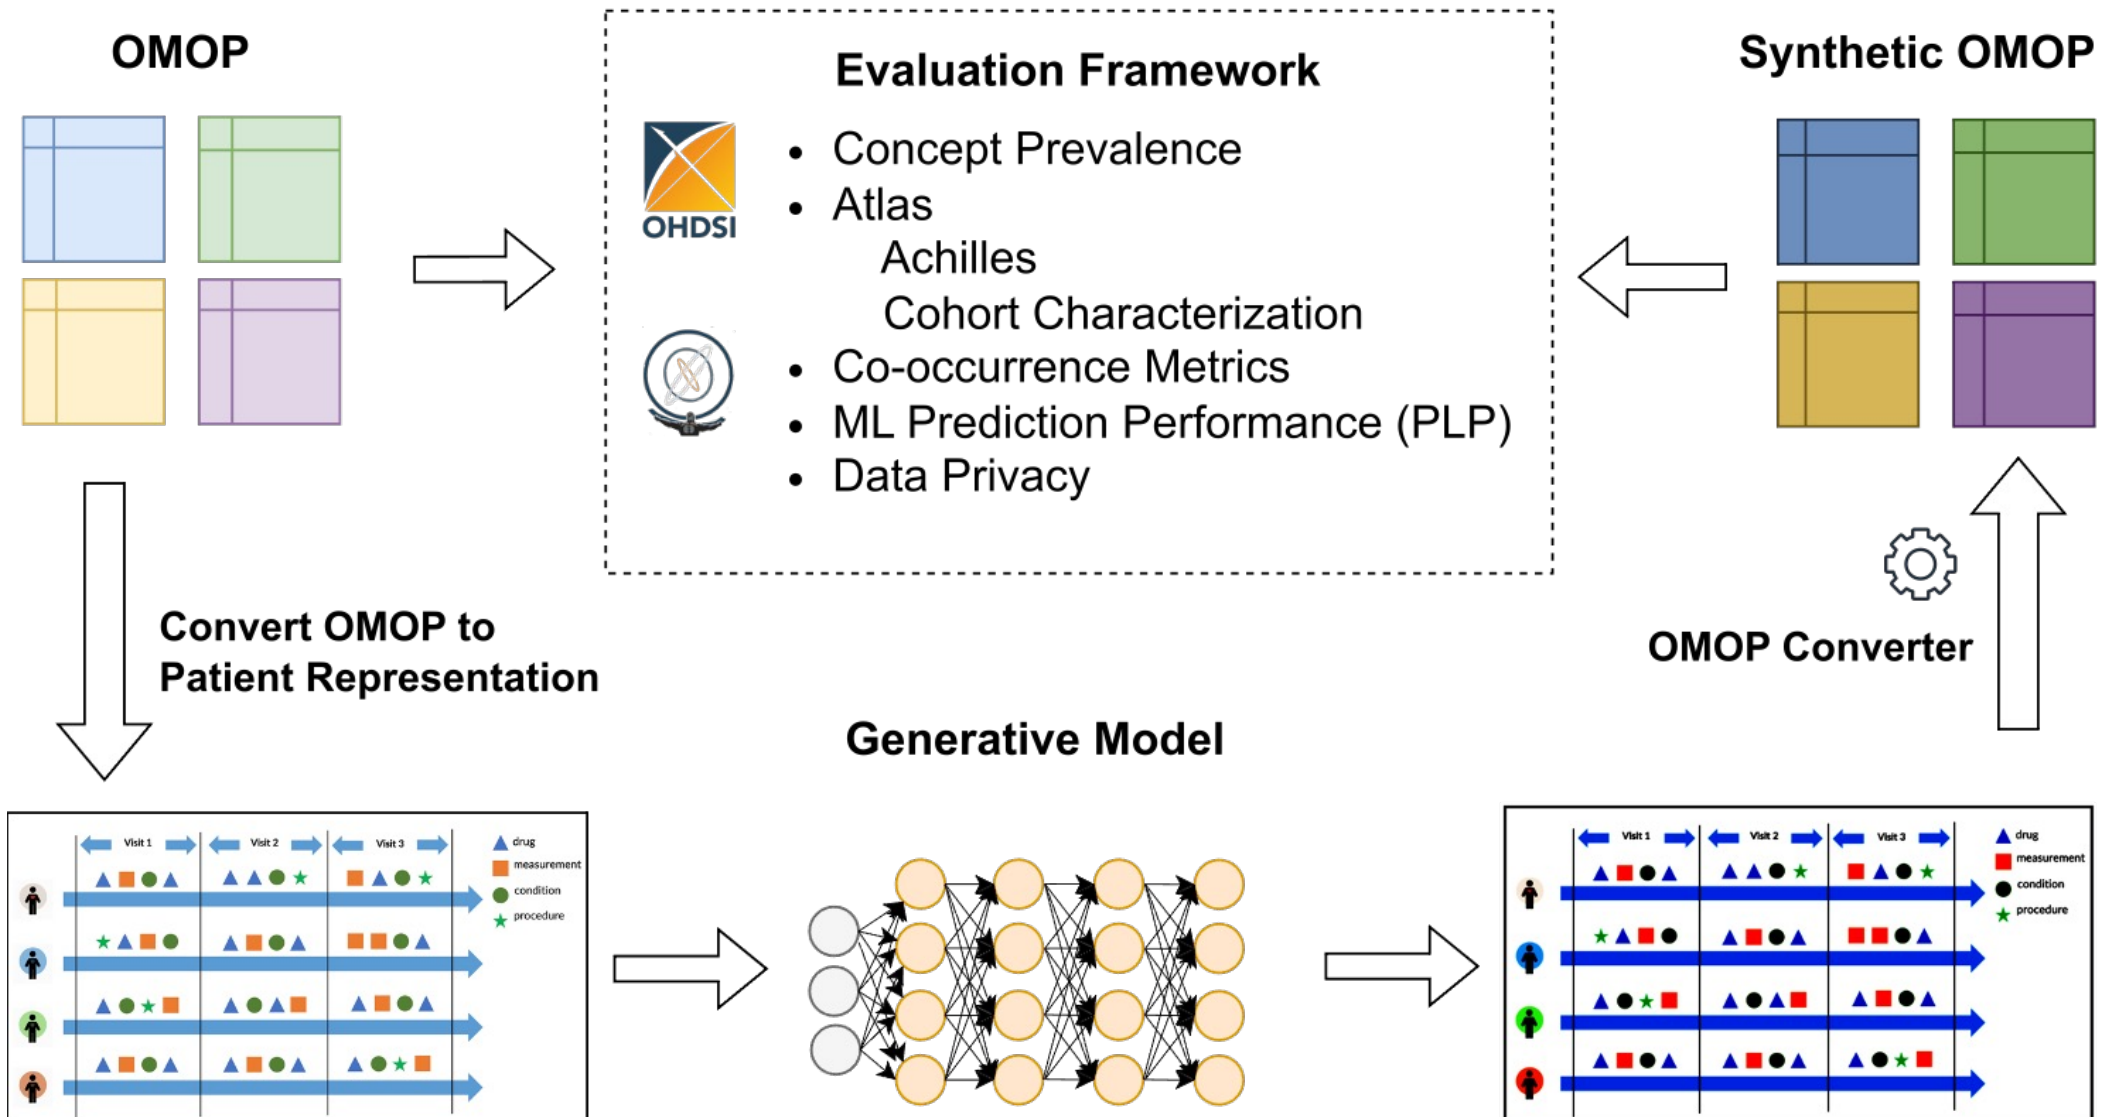 OMOP
Evaluation Framework
Synthetic OMOP
OHDSI
• Concept Prevalence
• Atlas
Achilles
Cohort Characterization
• Co-occurrence Metrics
• ML Prediction Performance (PLP)
• Data Privacy
Convert OMOP to
Patient Representation
OMOP Converter
Generative Model
Visit 1
Visit 2
Visit 3
drug
measurement
condition
procedure
Visit 1
Visit 2
Visit 3
drug
measurement
condition
procedure